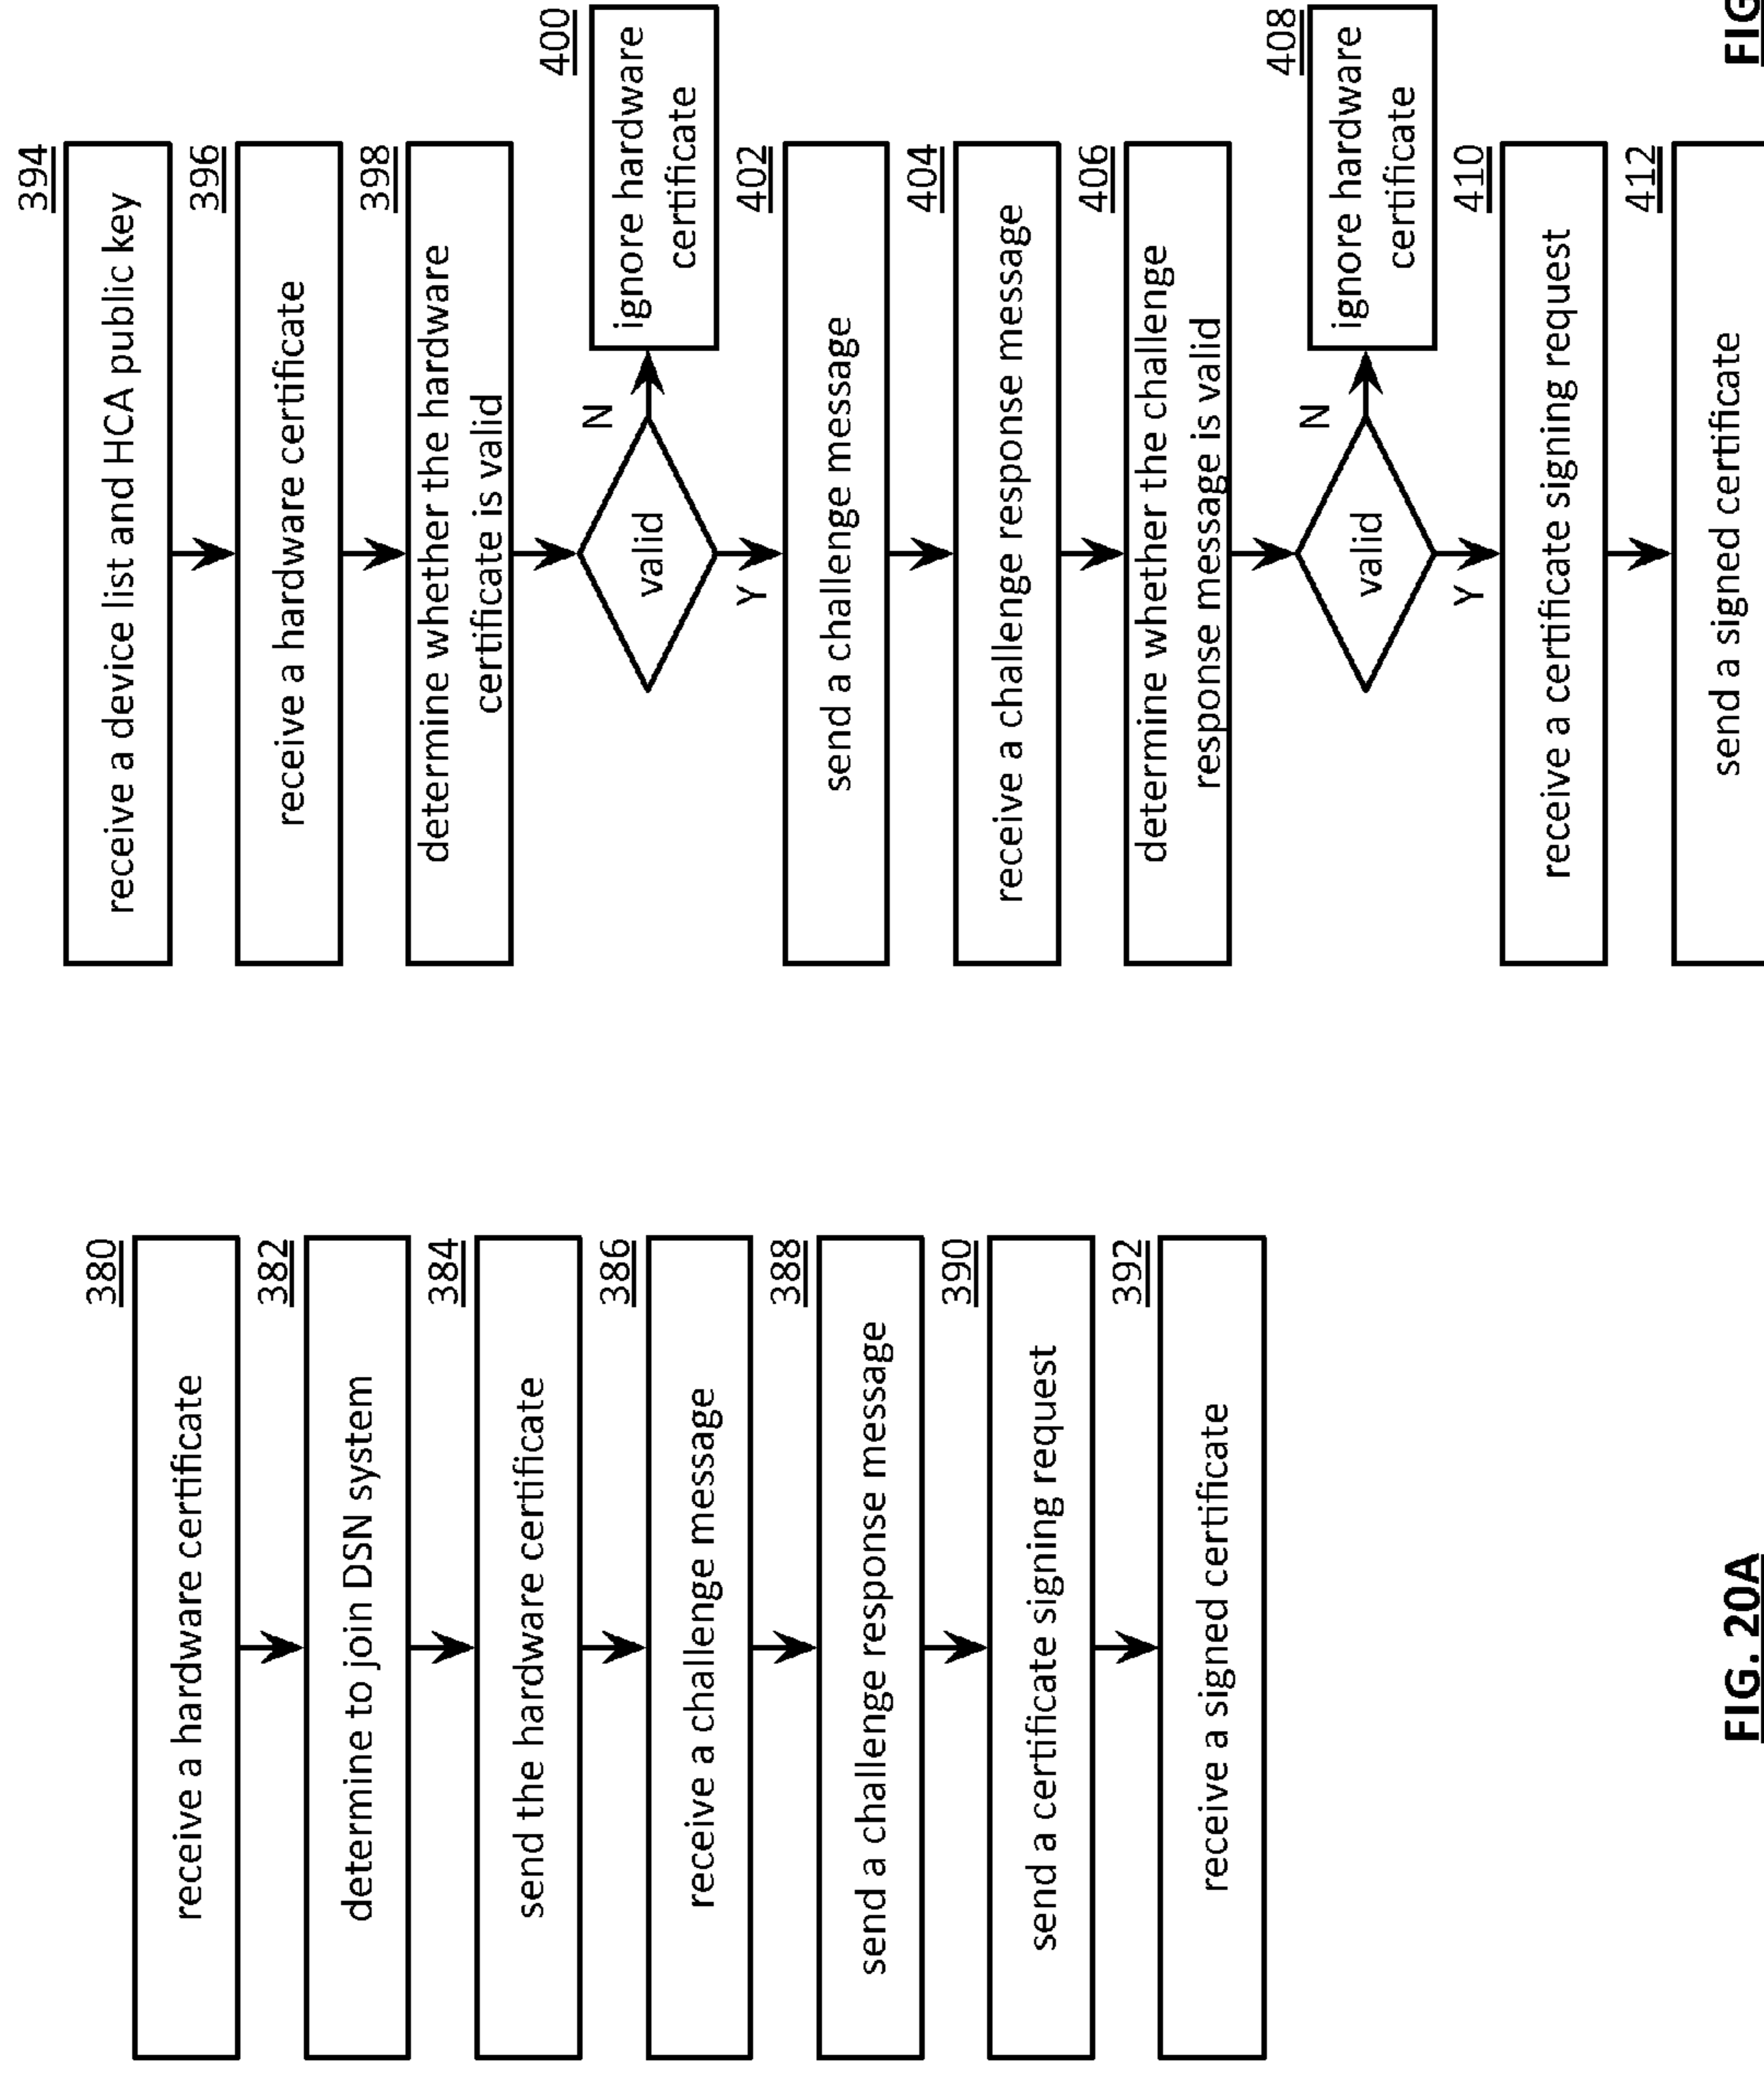 380
receive a hardware certificate
382
determine to join DSN system
384
send the hardware certificate
386
receive a challenge message
388
send a challenge response message
390
send a certificate signing request
392
receive a signed certificate
FIG. 20A
394
receive a device list and HCA public key
396
receive a hardware certificate
398
determine whether the hardware
certificate is valid
valid
N
400
ignore hardware
certificate
Y
402
send a challenge message
404
receive a challenge response message
406
determine whether the challenge
response message is valid
valid
N
408
ignore hardware
certificate
Y
410
receive a certificate signing request
412
send a signed certificate
FIG